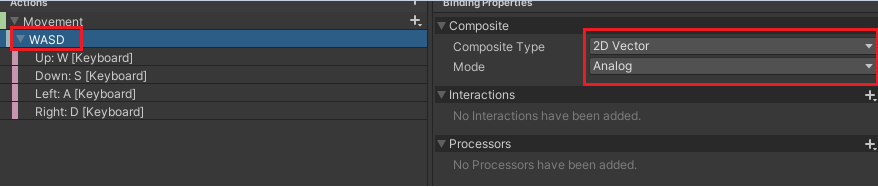 Actions
Binding Properties
Movement
WASD
Up: W [Keyboard]
Down: S [Keyboard]
Left: A [Keyboard]
Right: D [Keyboard]
Composite
Composite Type
2D Vector
Mode
Analog
Interactions
No Interactions have been added.
Processors
No Processors have been added.